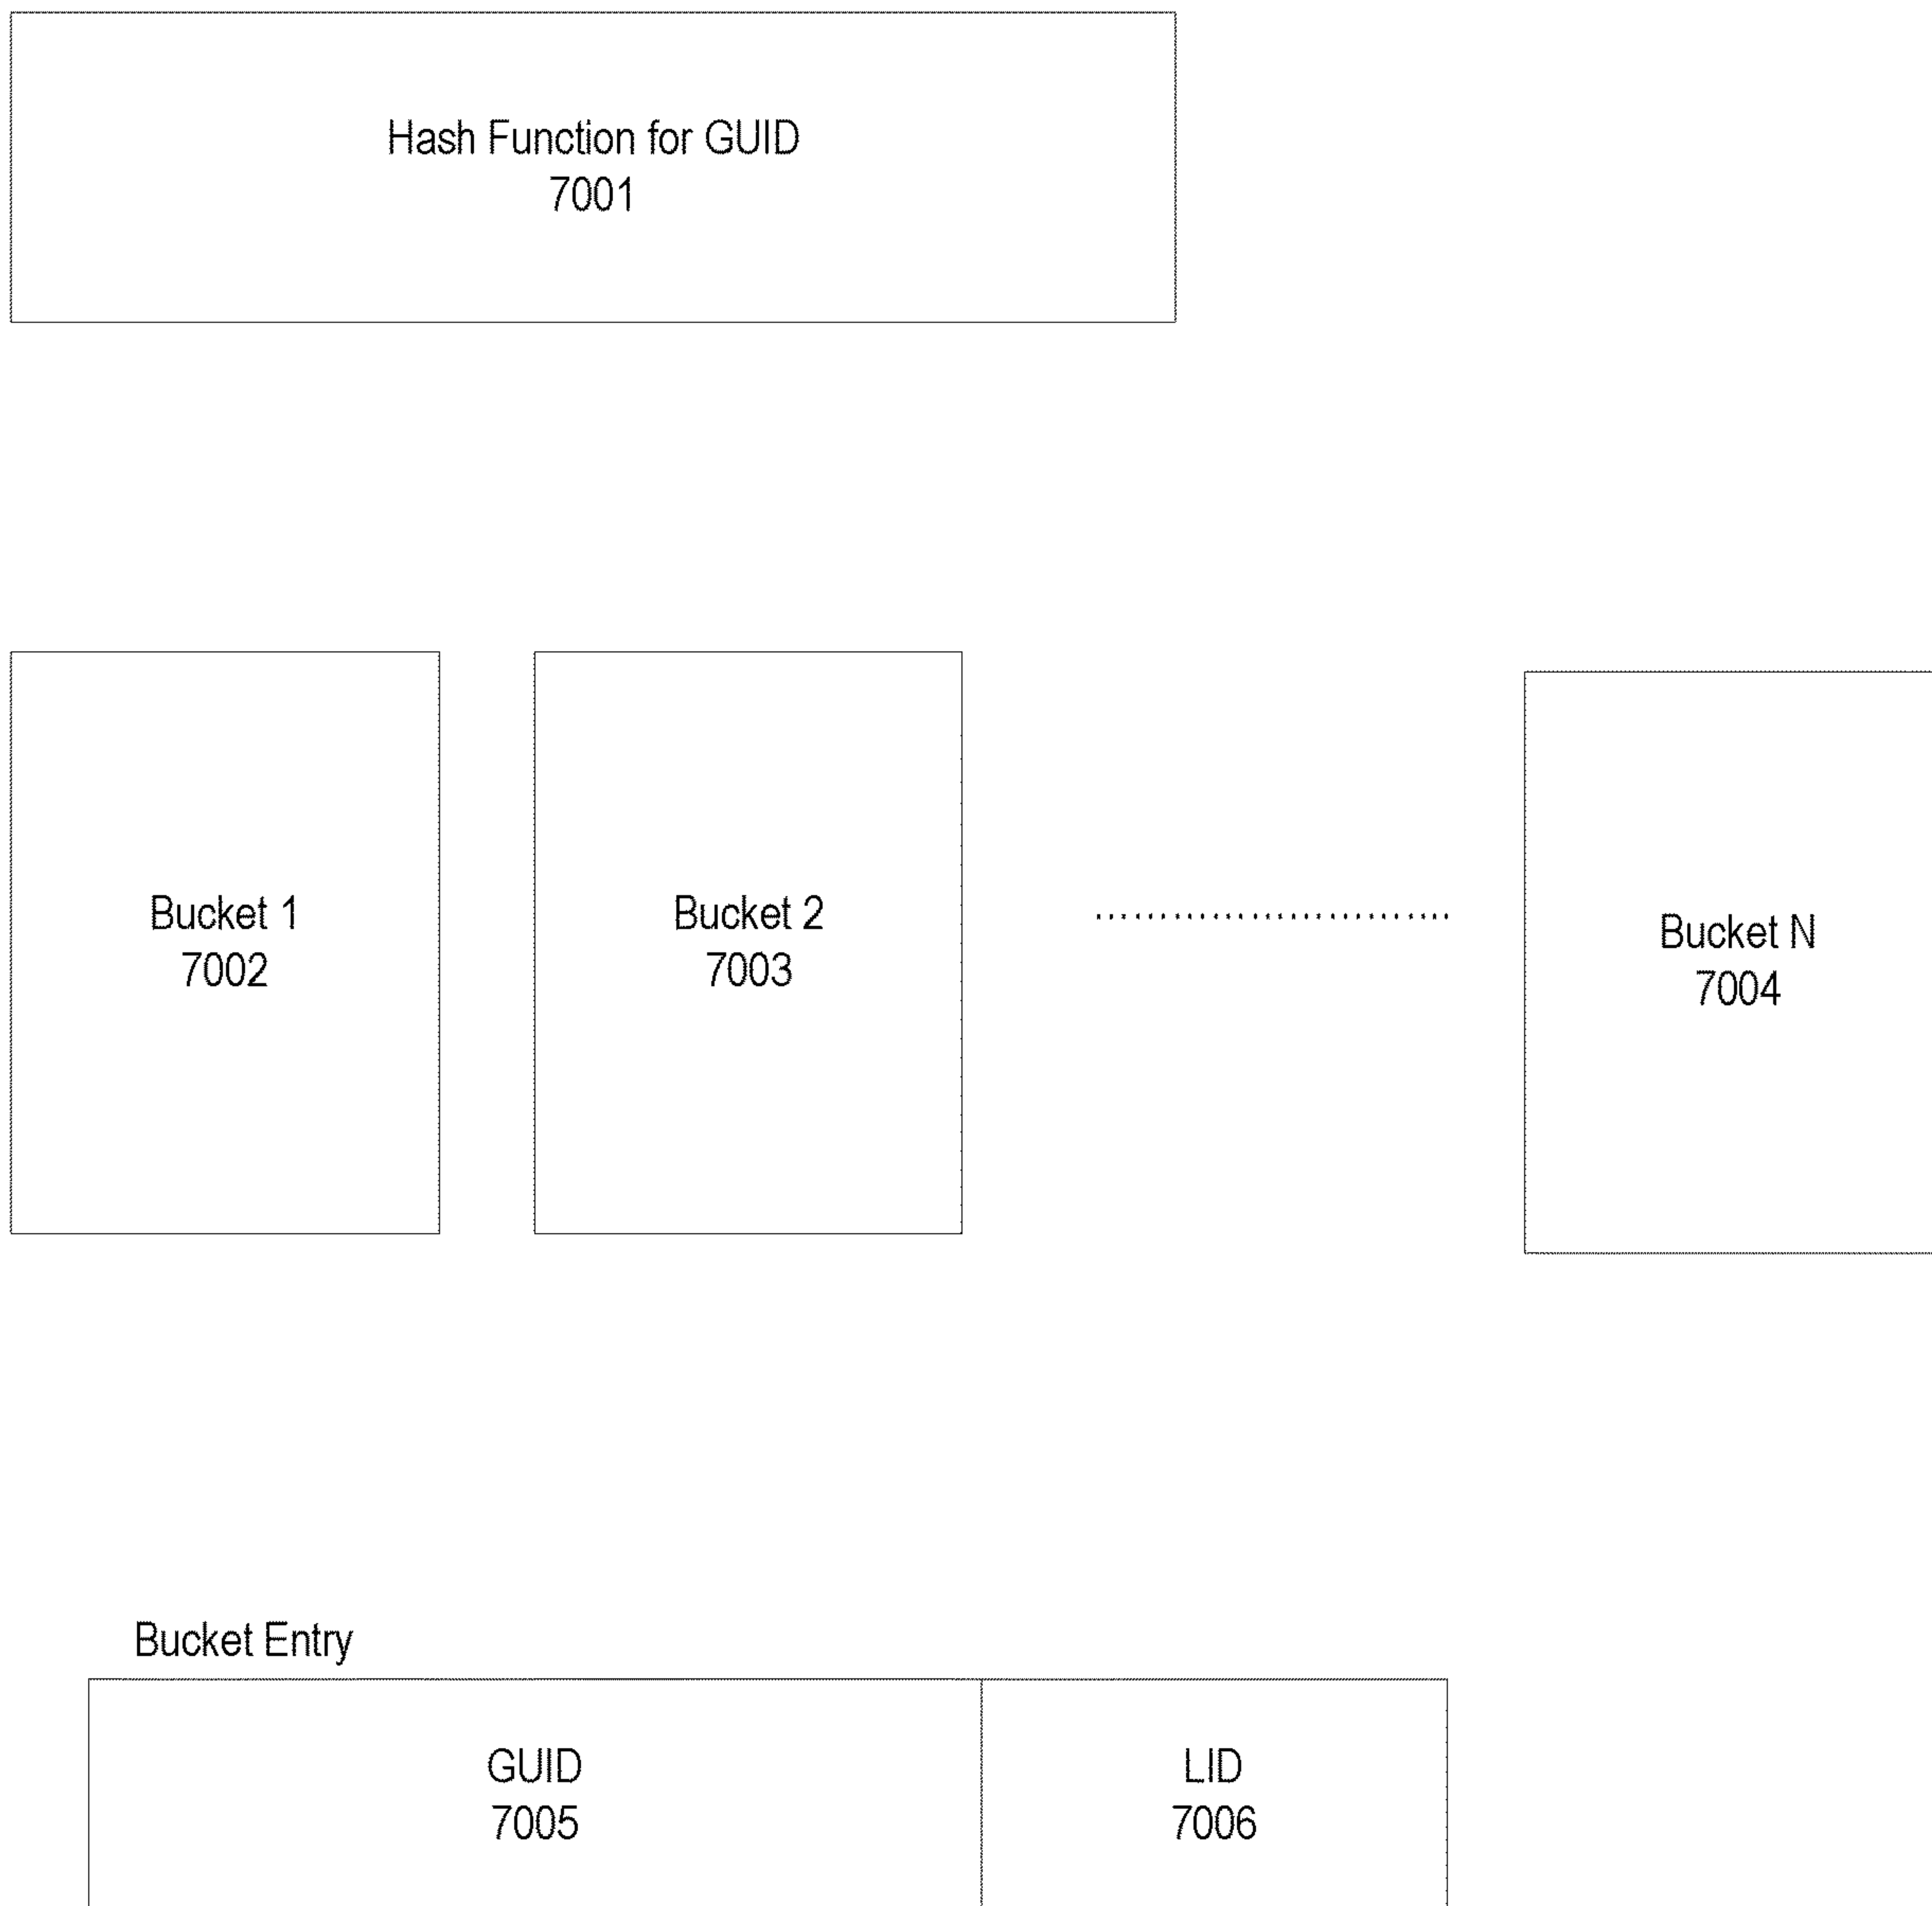 Hash Function for GUID
7001
Bucket 1
7002
Bucket 2
7003
Bucket N
7004
Bucket Entry
GUID
7005
LID
7006